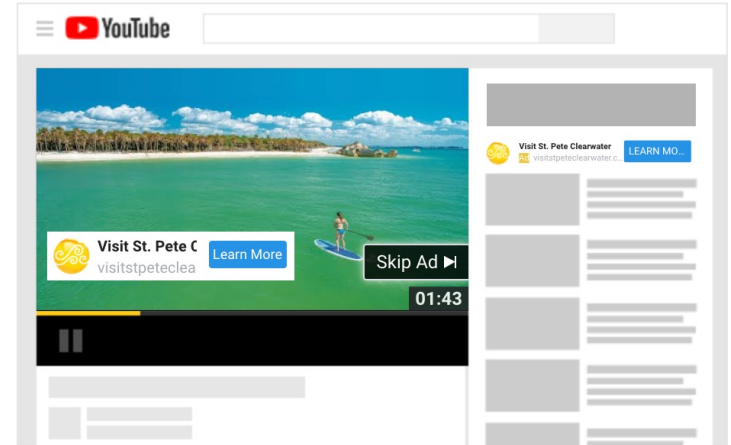 YouTube
Visit St. Pete Clearwater
Ad visitstpeteclearwater.c...
LEARN MO...
Visit St. Pete C
visitstpeteclea
Learn More
Skip Ad
01:43